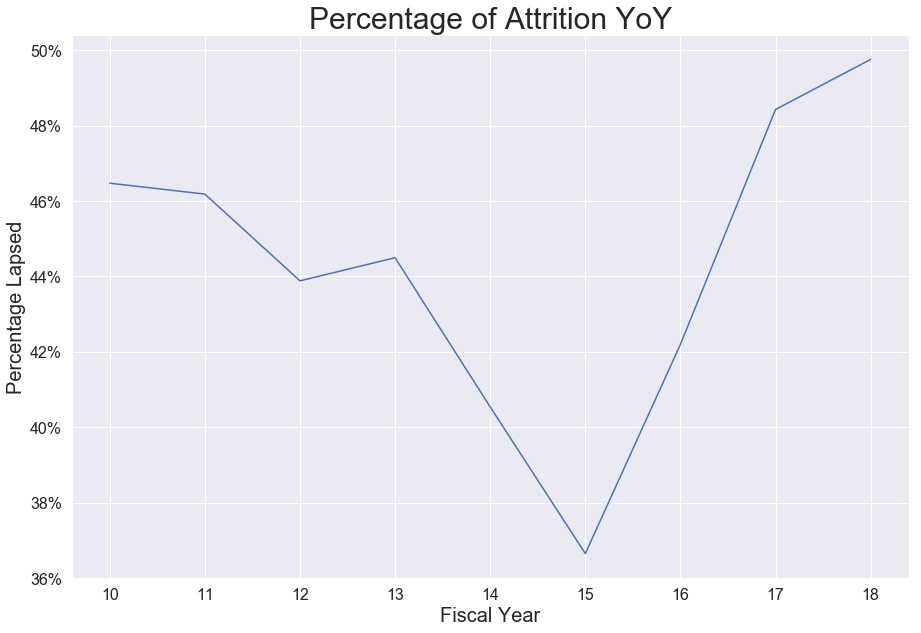 Percentage of Attrition YoY
50%
48%
46%
44%
42%
40%
38%
36%
Percentage Lapsed
10 11 12 13 14 15 16 17 18
Fiscal Year